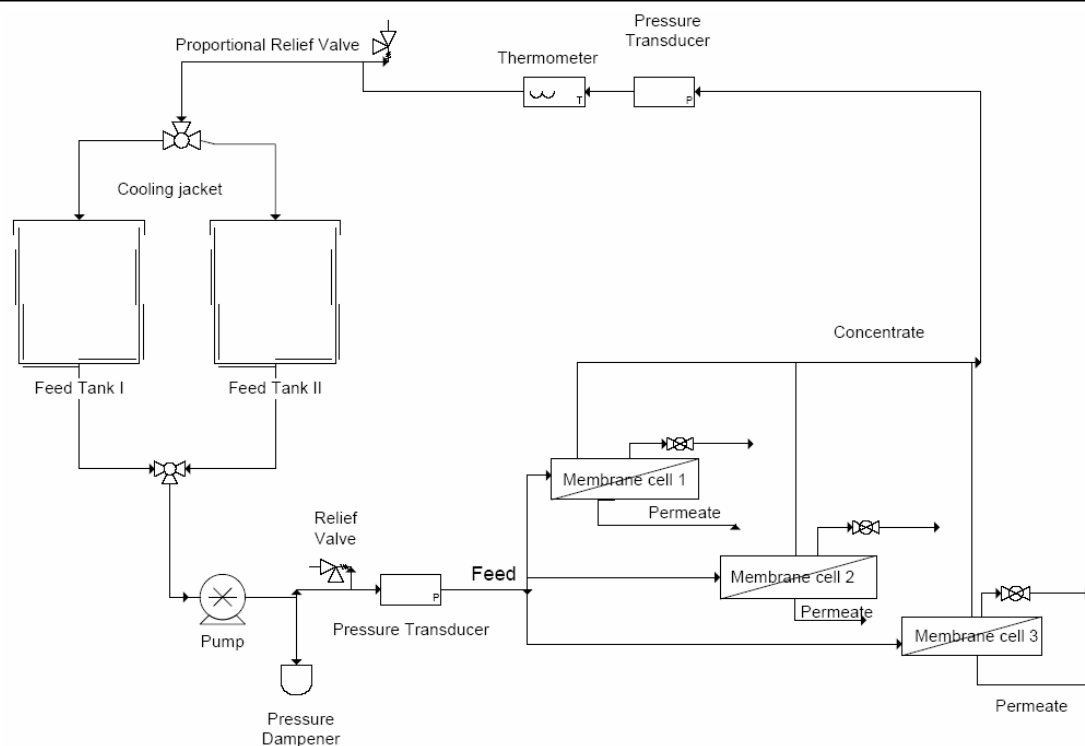 Pressure
Transducer
Proportional Relief Valve
Thermometer
T
P
Cooling jacket
Concentrate
Feed Tank I
Feed Tank II
Membrane cell 1
Permeate
Relief
Valve
Feed
P
Membrane cell 2
Permeate
Pump
Pressure Transducer
Membrane cell 3
Permeate
Pressure
Dampener